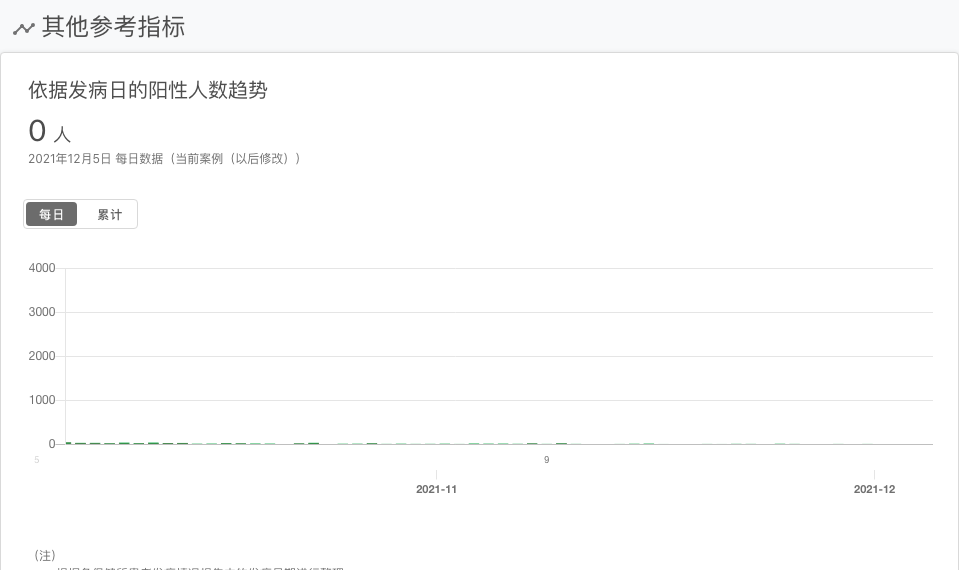 其他参考指标
依据发病日的阳性人数趋势
0 人
2021年12月5日 每日数据（当前案例（以后修改））
每日 累计
4000
3000
2000
1000
0
5 9
2021-11 2021-12
（注）